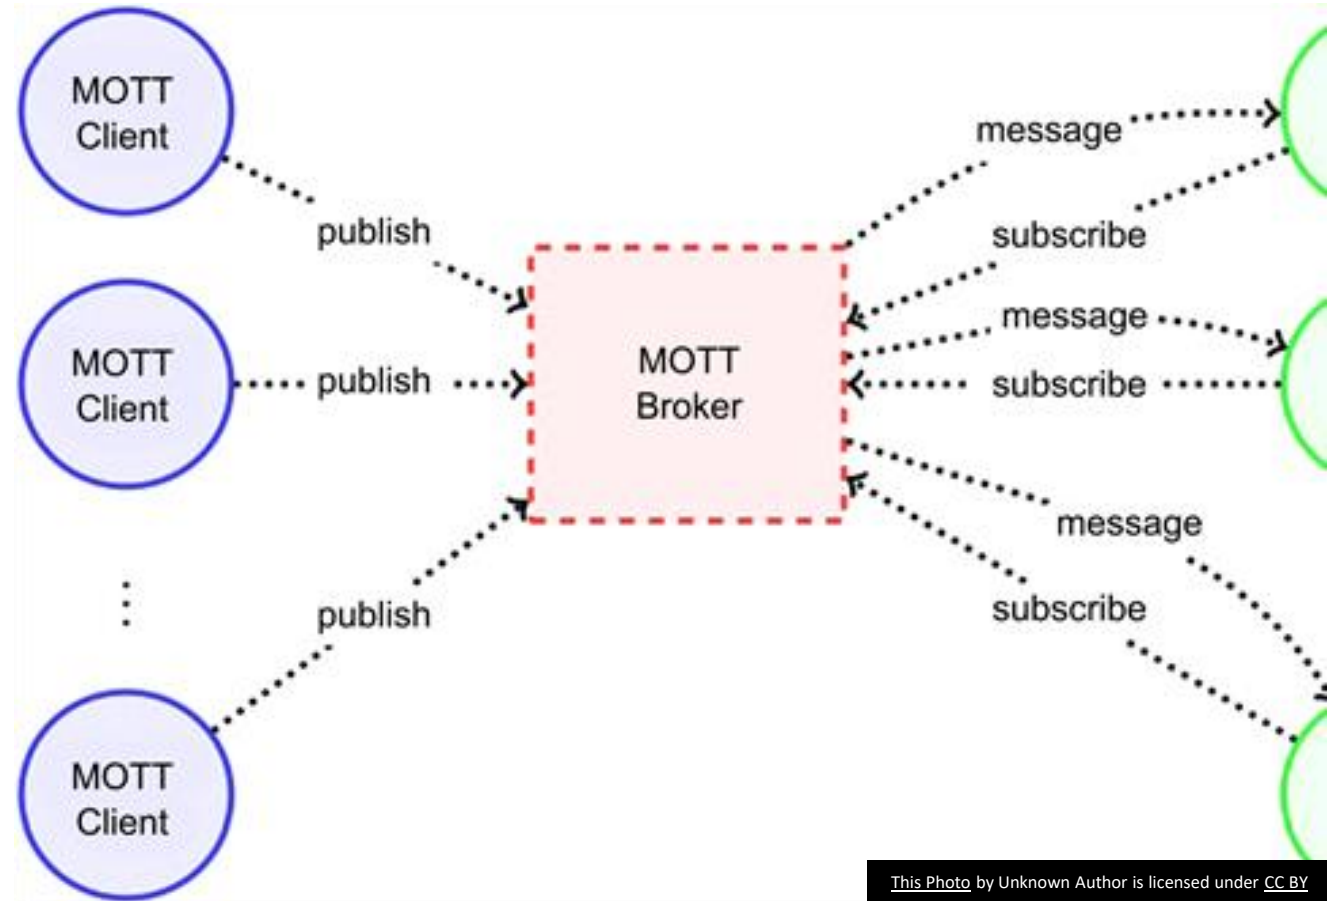 MOTT
Client
publish
message
subscribe
MOTT
Client
publish
MOTT
Broker
message
subscribe
message
subscribe
publish
MOTT
Client
This Photo by Unknown Author is licensed under CC BY